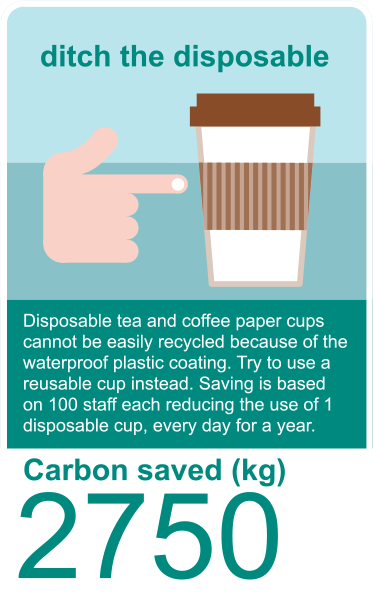 ditch the disposable
Disposable tea and coffee paper cups
cannot be easily recycled because of the
waterproof plastic coating. Try to use a
reusable cup instead. Saving is based
on 100 staff each reducing the use of 1
disposable cup, every day for a year.
Carbon saved (kg)
2750